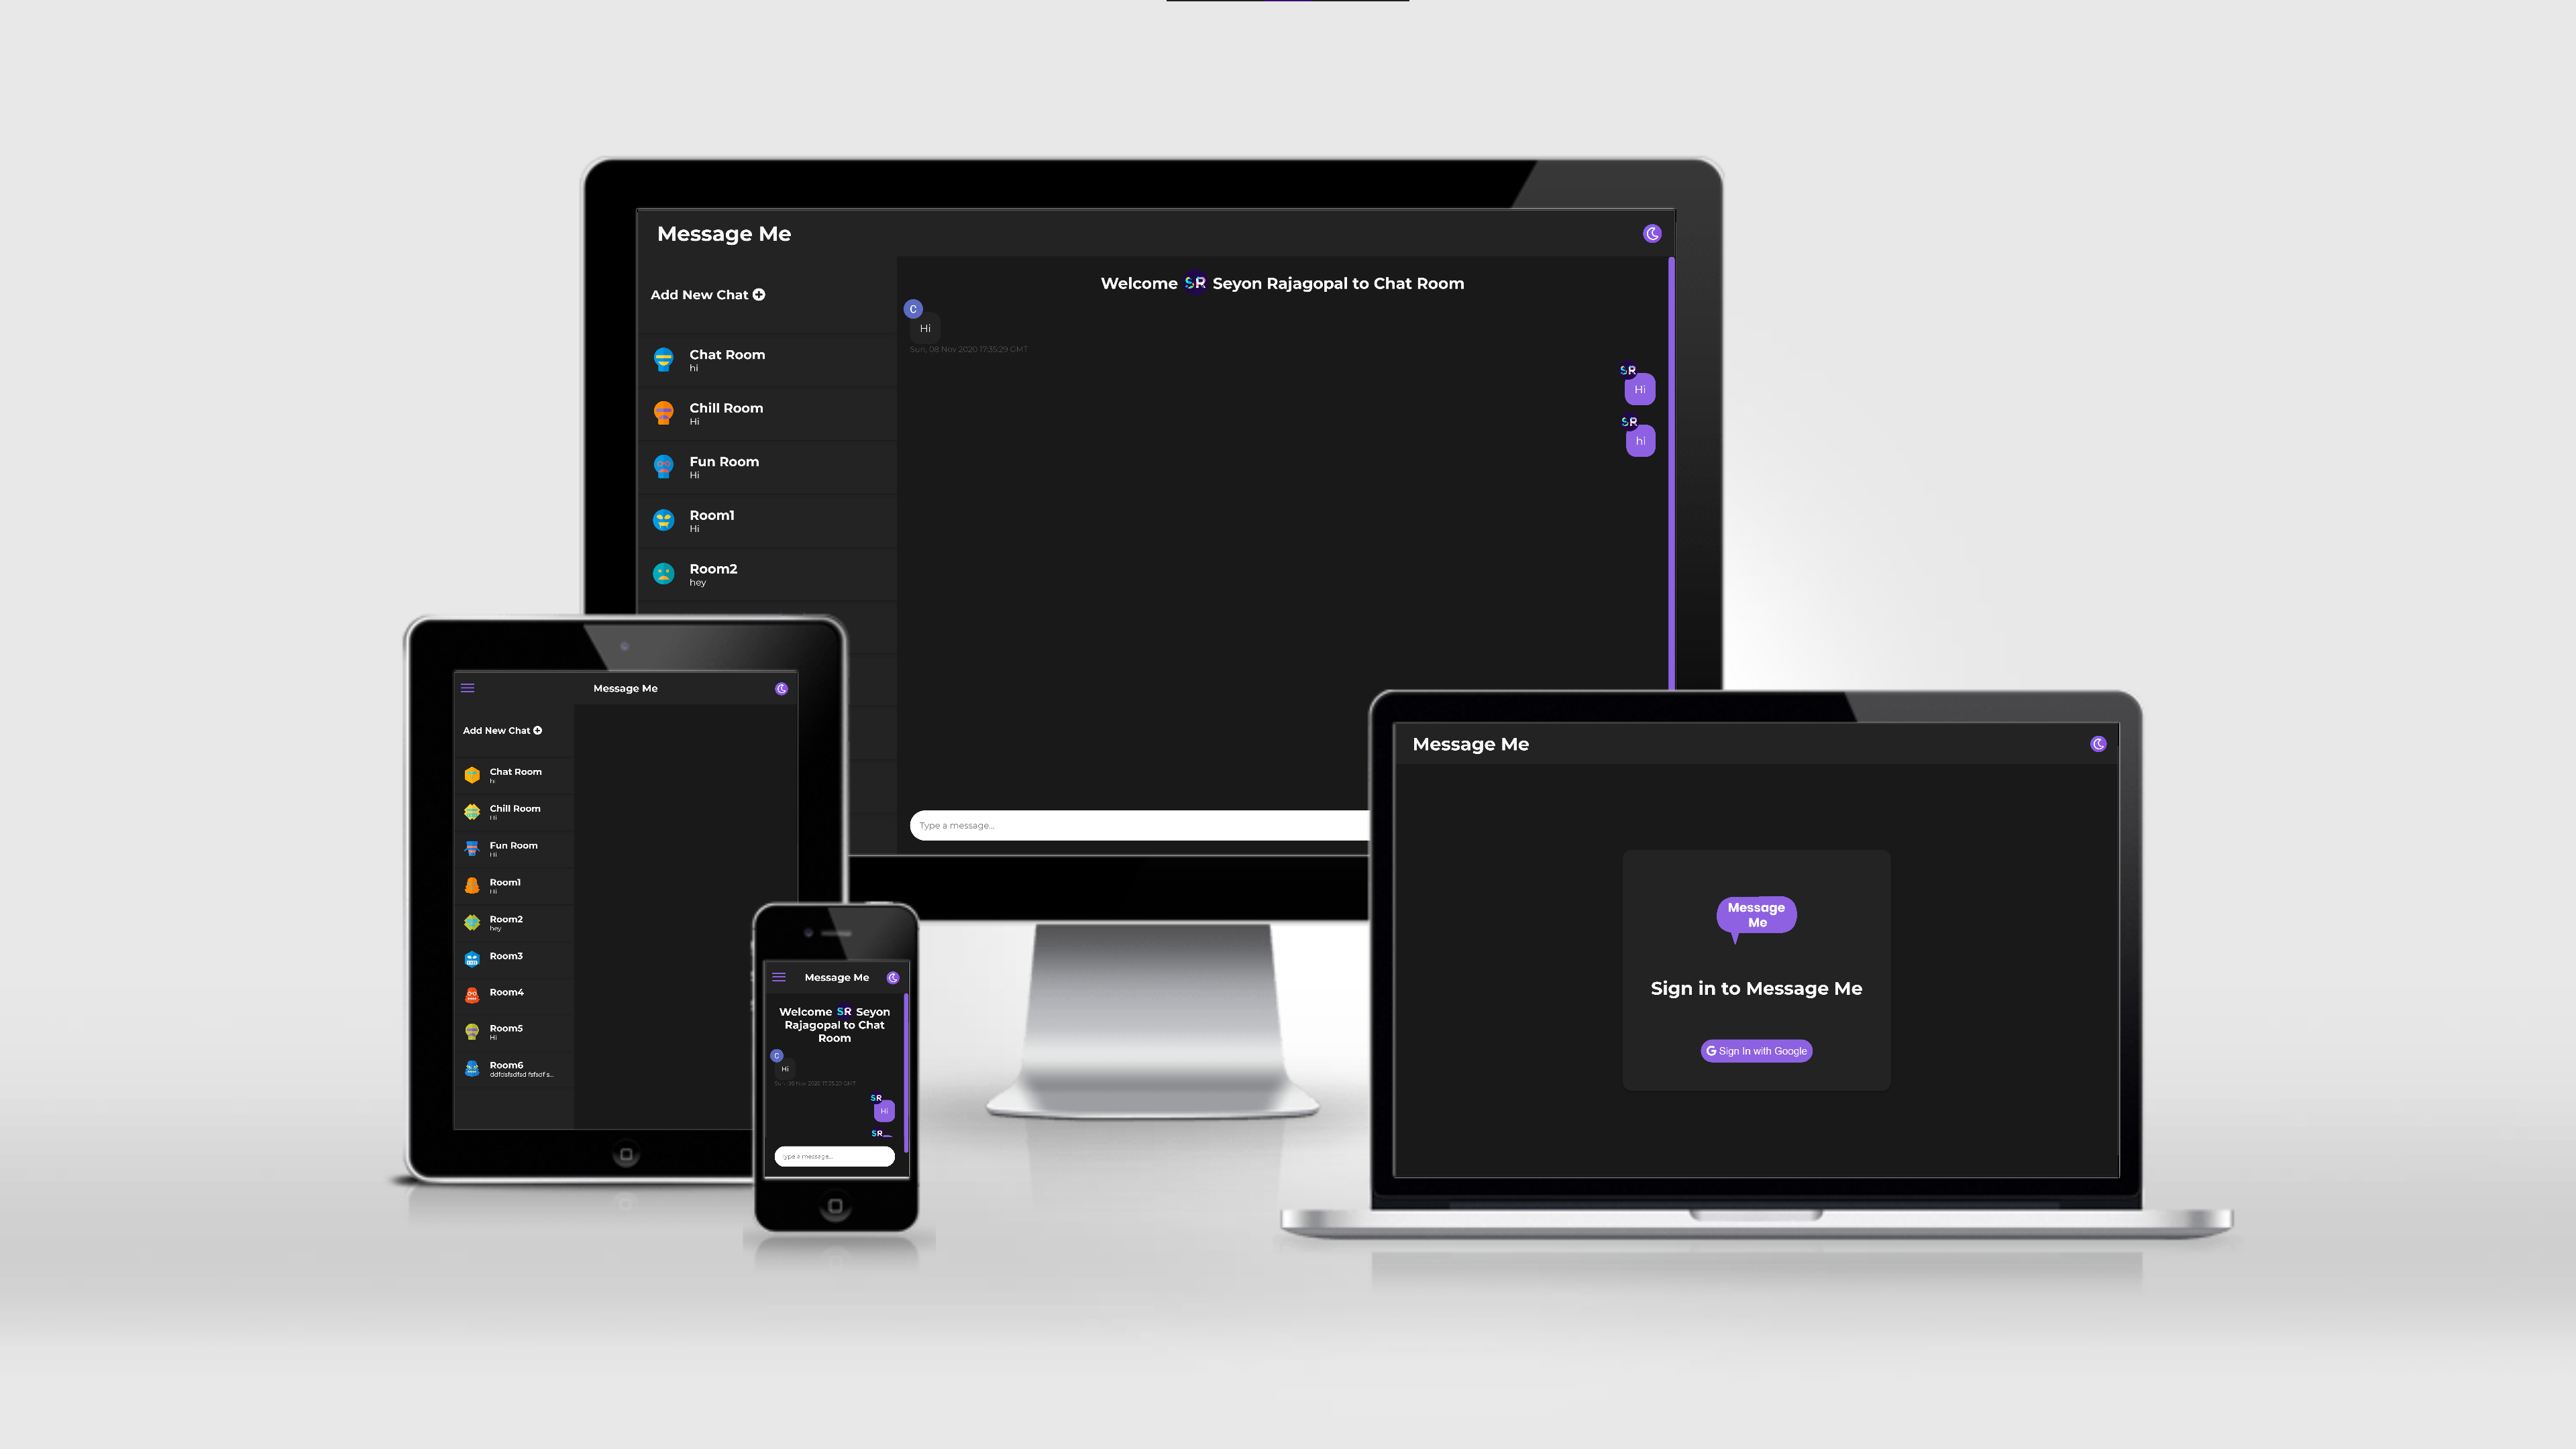 Message Me
Add New Chat
Chat Room
hi
Chill Room
Hi
Fun Room
Hi
Room1
Hi
Room2
hey
Welcome SR Seyon Rajagopal to Chat Room
C
Hi
Sun, 08 Nov 2020 17:35:29 GMT
SR
Hi
SR
hi
Type a message...
Message Me
Add New Chat
Chat Room
hi
Chill Room
Hi
Fun Room
Hi
Room1
Hi
Room2
hey
Room3
Room4
Room5
Hi
Room6
Message Me
Welcome SR Seyon
Rajagopal to Chat
Room
C
Hi
Sun, 08 Nov 2020 17:35:29 GMT
SR
Hi
SR
Type a message...
Message Me
Message
Me
Sign in to Message Me
G Sign In with Google